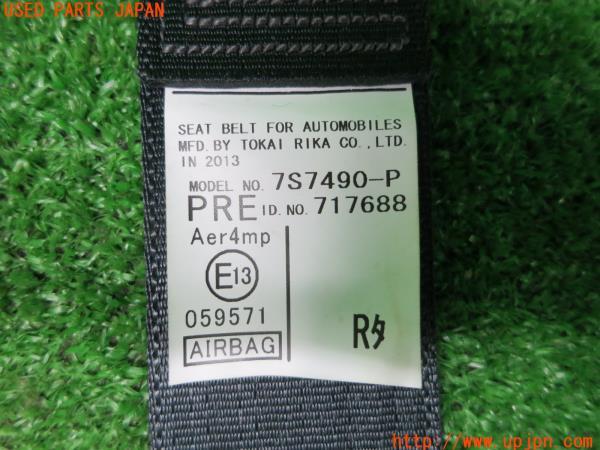 USED PARTS JAPAN
SEAT BELT FOR AUTOMOBILES
MFD. BY TOKAI RIKA CO., LTD.
IN 2013
MODEL NO. 7S7490-P
PRE ID. NO. 717688
Aer4mp
E13
059571
AIRBAG
R
http://www.upjpn.com